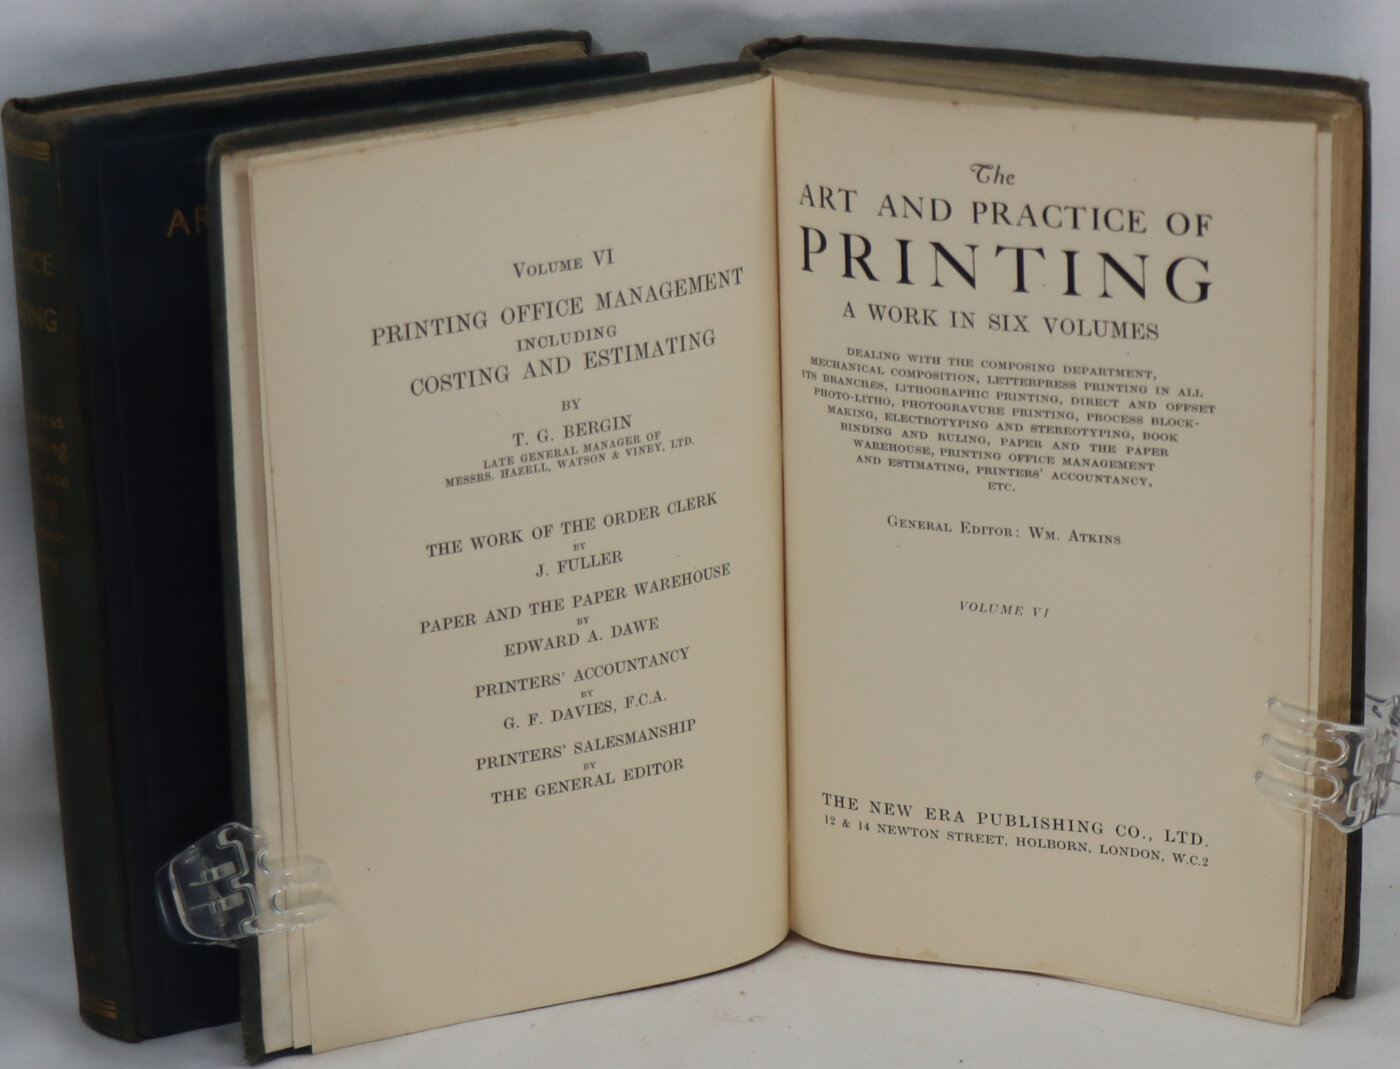 AR
VOLUME VI
PRINTING OFFICE MANAGEMENT
INCLUDING
COSTING AND ESTIMATING
BY
T. G. BERGIN
LATE GENERAL MANAGER OF
MESSRS. HAZELL, WATSON & VINEY, LTD.
THE WORK OF THE ORDER CLERK
BY
J. FULLER
PAPER AND THE PAPER WAREHOUSE
BY
EDWARD A. DAWE
PRINTERS' ACCOUNTANCY
BY
G. F. DAVIES, F.C.A.
PRINTERS' SALESMANSHIP
BY
THE GENERAL EDITOR
The
ART AND PRACTICE OF
PRINTING
A WORK IN SIX VOLUMES
DEALING WITH THE COMPOSING DEPARTMENT,
MECHANICAL COMPOSITION, LETTERPRESS PRINTING IN ALL
ITS BRANCHES, LITHOGRAPHIC PRINTING, DIRECT AND OFFSET
PHOTO-LITHO, PHOTOGRAVURE PRINTING, PROCESS BLOCK-
MAKING, ELECTROTYPING AND STEREOTYPING, BOOK
BINDING AND RULING, PAPER AND THE PAPER
WAREHOUSE, PRINTING OFFICE MANAGEMENT
AND ESTIMATING, PRINTERS' ACCOUNTANCY,
ETC.
GENERAL EDITOR: WM. ATKINS
VOLUME VI
THE NEW ERA PUBLISHING CO., LTD.
12 & 14 NEWTON STREET, HOLBORN, LONDON, W.C.2